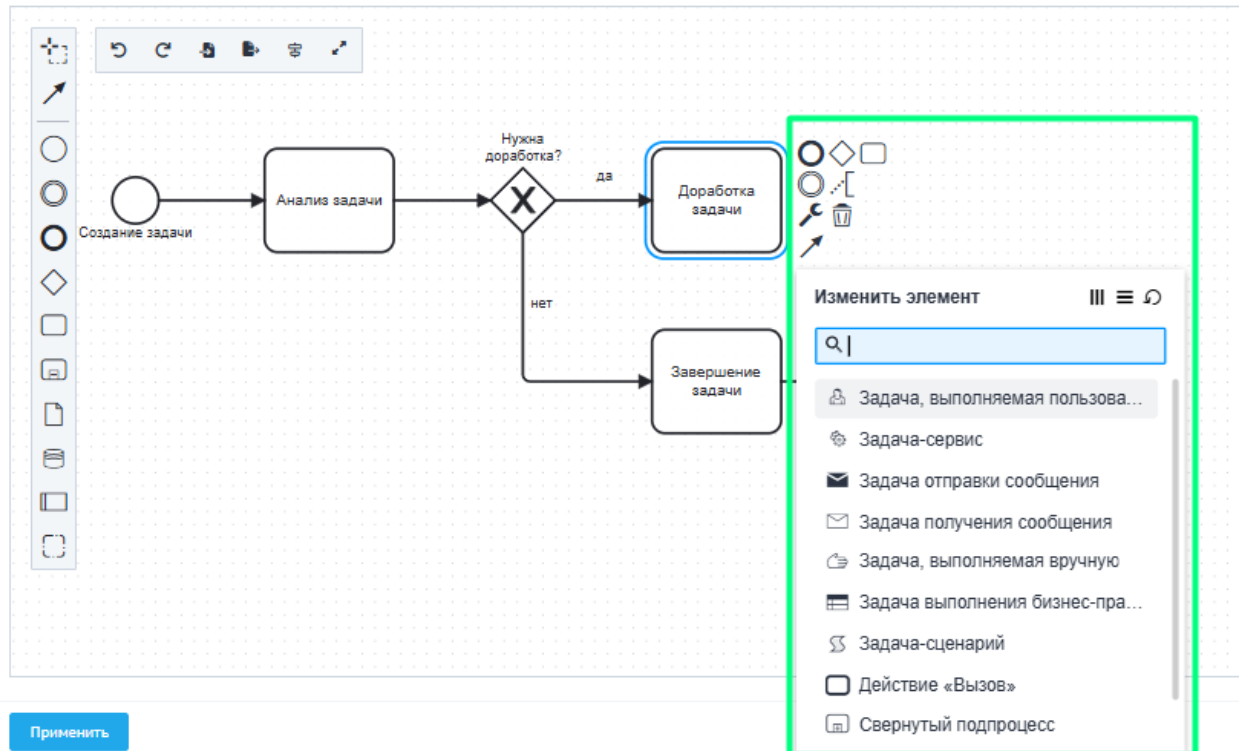 Нужна
доработка?
да
Анализ задачи
Доработка
задачи
Создание задачи
нет
Завершение
задачи
Изменить элемент
Задача, выполняемая пользова...
Задача-сервис
Задача отправки сообщения
Задача получения сообщения
Задача, выполняемая вручную
Задача выполнения бизнес-пра...
Задача-сценарий
Действие «Вызов»
Свернутый подпроцесс
Применить